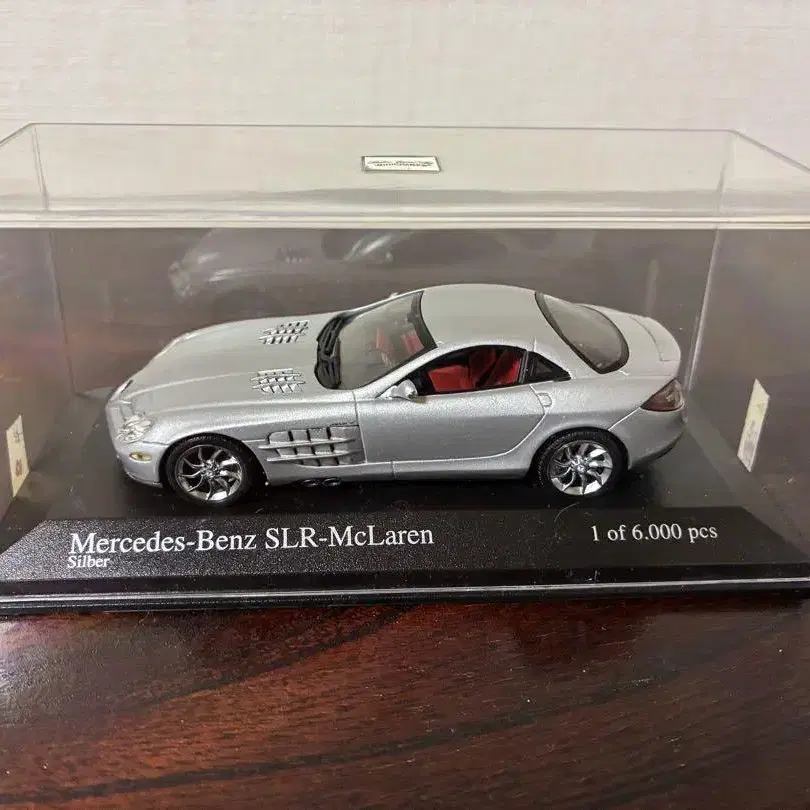 Mercedes-Benz SLR-McLaren
1 of 6.000 pcs
Silber